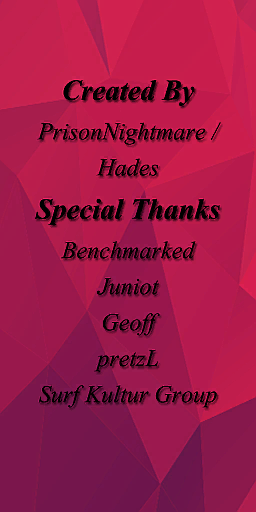 Created By
PrisonNightmare /
Hades
Special Thanks
Benchmarked
Juniot
Geoff
pretzL
Surf Kultur Group